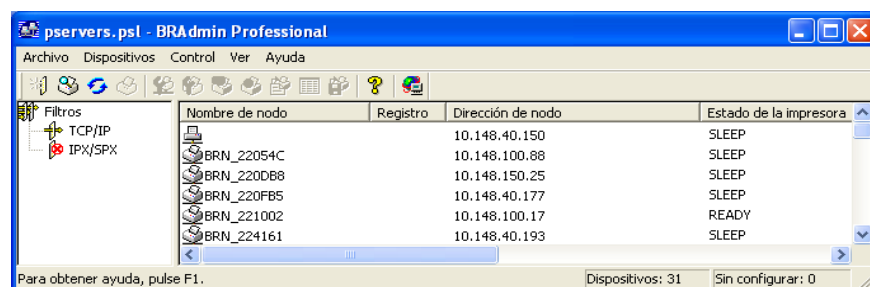 pservers.psl - BRAdmin Professional
Archivo Dispositivos Control Ver Ayuda
Filtros
TCP/IP
IPX/SPX
Nombre de nodo Registro Dirección de nodo Estado de la impresora
10.148.40.150 SLEEP
BRN_22054C 10.148.100.88 SLEEP
BRN_220DB8 10.148.150.25 SLEEP
BRN_220FB5 10.148.40.177 SLEEP
BRN_221002 10.148.100.17 READY
BRN_224161 10.148.40.193 SLEEP
Para obtener ayuda, pulse F1. Dispositivos: 31 Sin configurar: 0